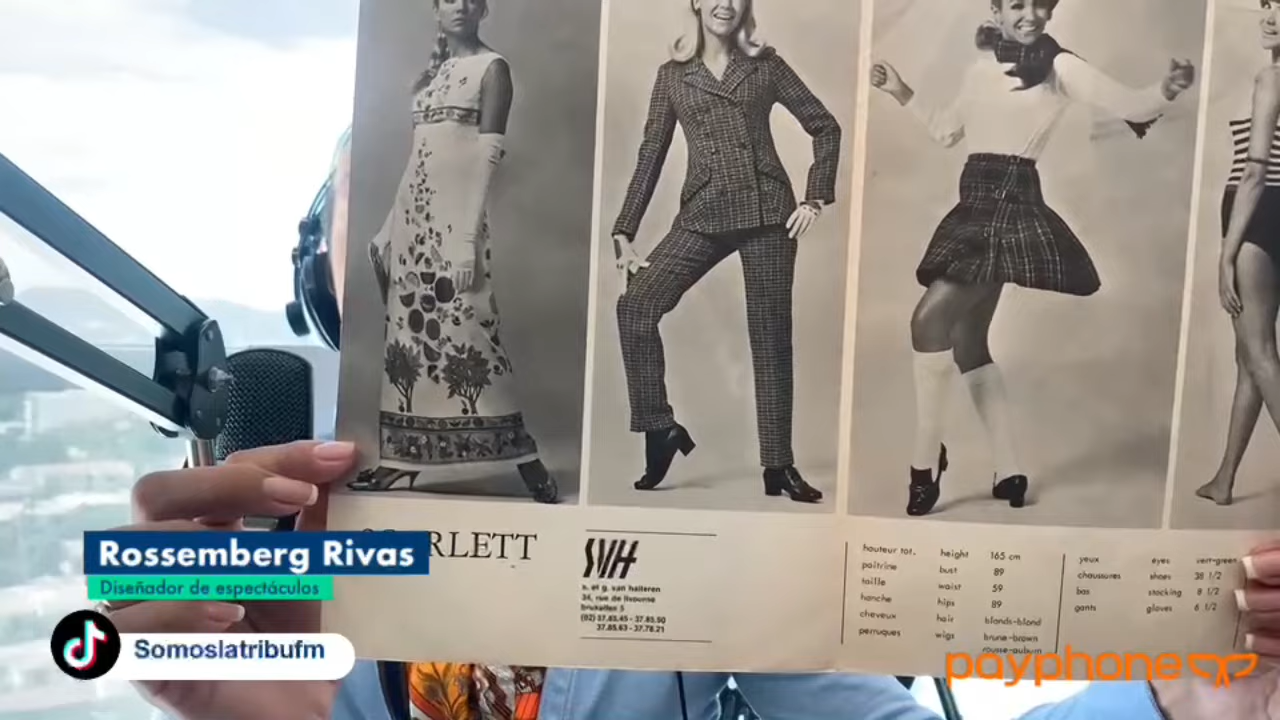 RLETT
SVH
s. et g. van halteren
34, rue de livourne
bruxelles 5
(02) 37.85.45 - 37.85.50
37.85.63 - 37.78.21
hauteur tot. height 165 cm
poitrine bust 89
taille waist 59
hanche hips 89
cheveux hair blonds-blond
perruques wigs brune-brown
rousse-auburn
yeux eyes vert-green
chaussures shoes 38 1/2
bas stocking 8 1/2
gants gloves 6 1/2
Rossemberg Rivas
Diseñador de espectáculos
Somoslatribufm
payphone